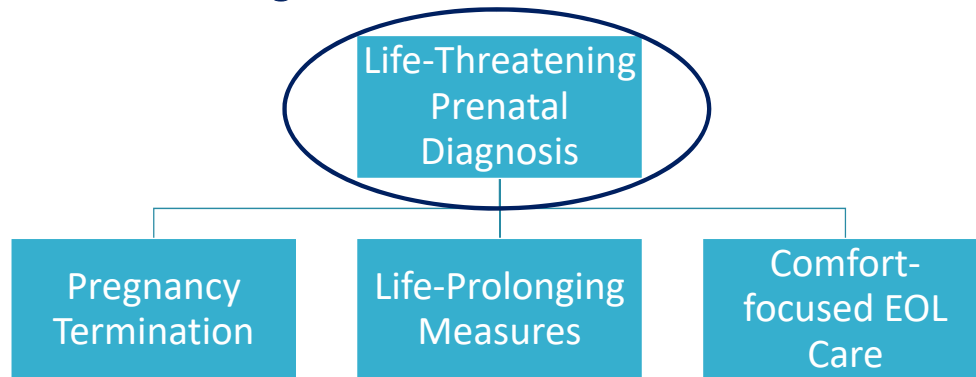 Life-Threatening
Prenatal
Diagnosis
Pregnancy
Termination
Life-Prolonging
Measures
Comfort-
focused EOL
Care